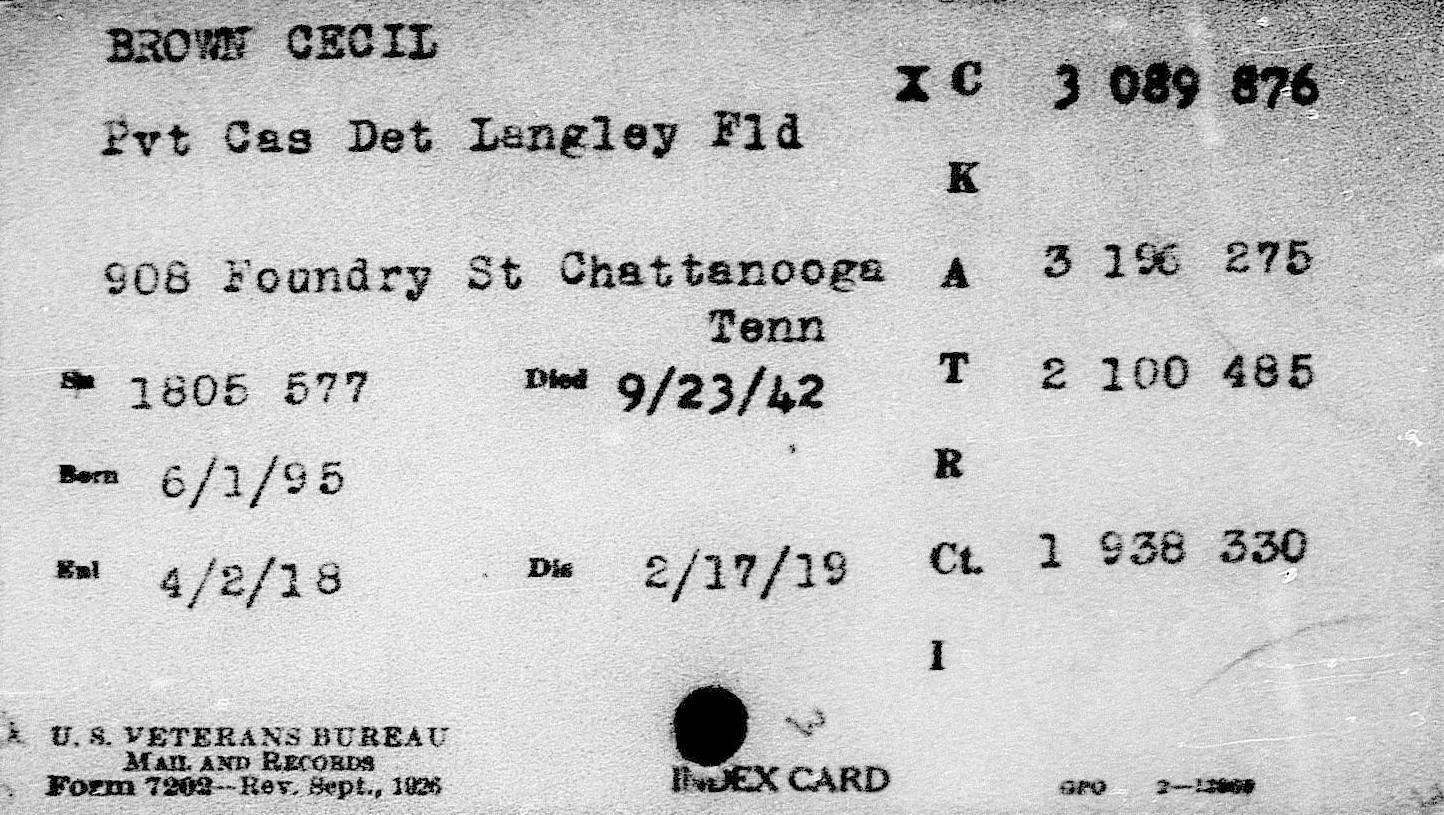 BROWN CECIL
X C 3 089 876
Pvt Cas Det Langley Fld
K
908 Foundry St Chattanooga
Tenn
A 3 196 275
Sn 1805 577 Died 9/23/42
T 2 100 485
Born 6/1/95
R
Enl 4/2/18 Dis 2/17/19
Ct. 1 938 330
I
3
U. S. VETERANS BUREAU
MAIL AND RECORDS
Form 7202--Rev. Sept., 1926
INDEX CARD
GPO